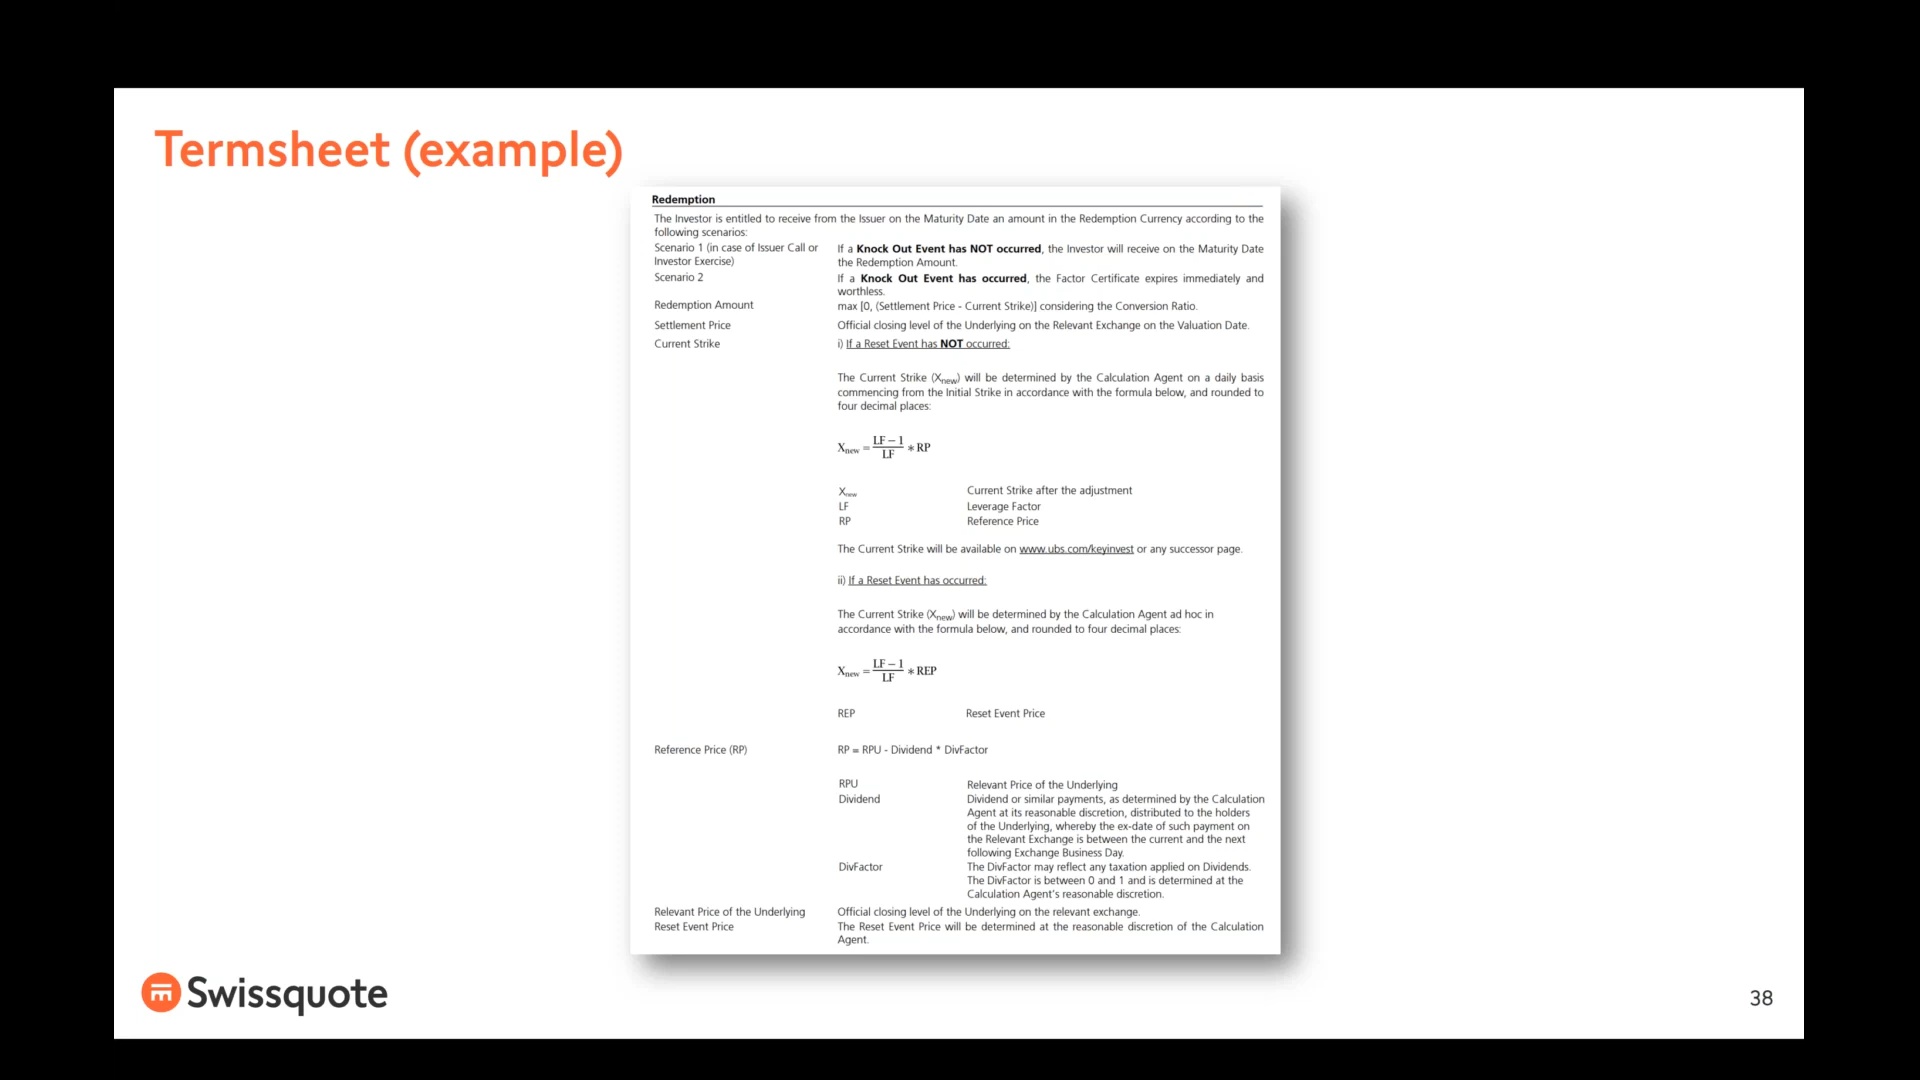 Termsheet (example)
Redemption
The Investor is entitled to receive from the Issuer on the Maturity Date an amount in the Redemption Currency according to the
following scenarios:
Scenario 1 (in case of Issuer Call or
Investor Exercise)
If a Knock Out Event has NOT occurred, the Investor will receive on the Maturity Date
the Redemption Amount.
Scenario 2
If a Knock Out Event has occurred, the Factor Certificate expires immediately and
worthless.
Redemption Amount
max [0, (Settlement Price - Current Strike)] considering the Conversion Ratio.
Settlement Price
Official closing level of the Underlying on the Relevant Exchange on the Valuation Date.
Current Strike
i) If a Reset Event has NOT occurred:
The Current Strike (Xnew) will be determined by the Calculation Agent on a daily basis
commencing from the Initial Strike in accordance with the formula below, and rounded to
four decimal places:
Xnew = (LF − 1)/LF * RP
Xnew Current Strike after the adjustment
LF Leverage Factor
RP Reference Price
The Current Strike will be available on www.ubs.com/keyinvest or any successor page.
ii) If a Reset Event has occurred:
The Current Strike (Xnew) will be determined by the Calculation Agent ad hoc in
accordance with the formula below, and rounded to four decimal places:
Xnew = (LF − 1)/LF * REP
REP Reset Event Price
Reference Price (RP)
RP = RPU - Dividend * DivFactor
RPU Relevant Price of the Underlying
Dividend Dividend or similar payments, as determined by the Calculation
Agent at its reasonable discretion, distributed to the holders
of the Underlying, whereby the ex-date of such payment on
the Relevant Exchange is between the current and the next
following Exchange Business Day.
DivFactor The DivFactor may reflect any taxation applied on Dividends.
The DivFactor is between 0 and 1 and is determined at the
Calculation Agent's reasonable discretion.
Relevant Price of the Underlying
Official closing level of the Underlying on the relevant exchange.
Reset Event Price
The Reset Event Price will be determined at the reasonable discretion of the Calculation
Agent.
Swissquote
38